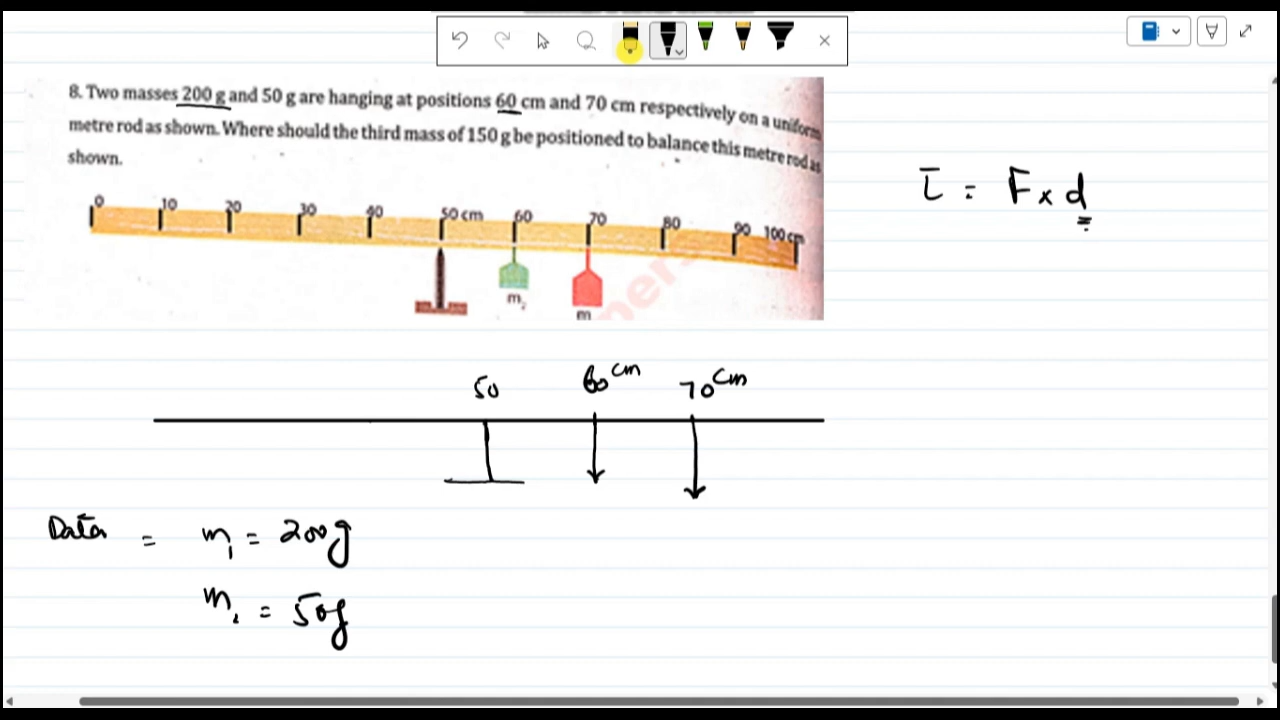 8. Two masses 200 g and 50 g are hanging at positions 60 cm and 70 cm respectively on a uniform
metre rod as shown. Where should the third mass of 150 g be positioned to balance this metre rod as
shown.
0 10 20 30 40 50 cm 60 70 80 90 100 cm
m₂
m
τ = F × d
50 60 cm 70 cm
Data = m₁ = 200g
m₂ = 50g